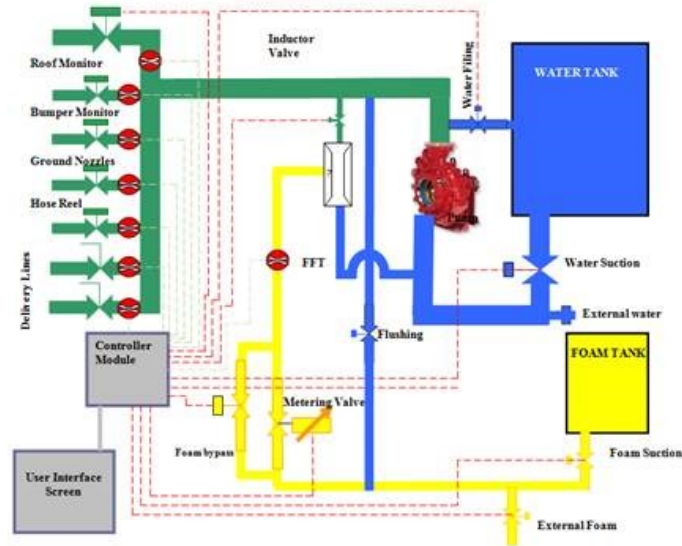 Inductor
Valve
Roof Monitor
Water Filing
WATER TANK
Bumper Monitor
Ground Nozzles
Hose Reel
Pump
FFT
Water Suction
Delivery Lines
External water
Flushing
Controller
Module
FOAM TANK
Metering Valve
Foam bypass
Foam Suction
User Interface
Screen
External Foam